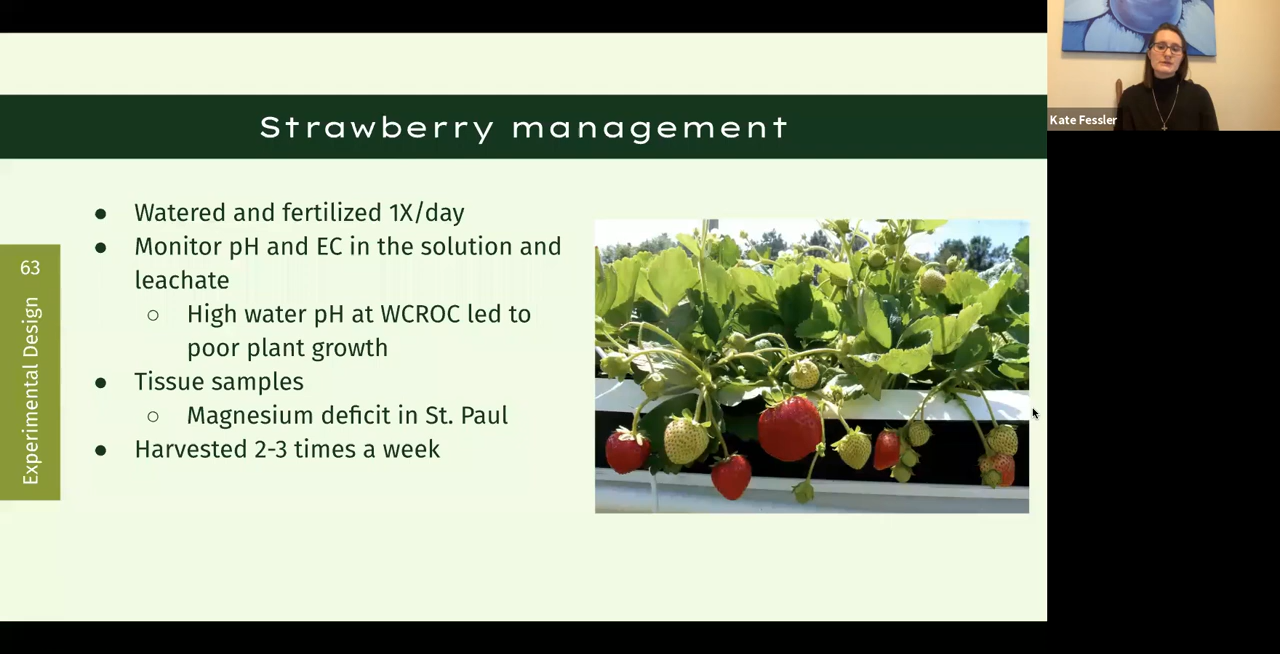 Strawberry management
● Watered and fertilized 1X/day
● Monitor pH and EC in the solution and
leachate
○ High water pH at WCROC led to
poor plant growth
● Tissue samples
○ Magnesium deficit in St. Paul
● Harvested 2-3 times a week
63
Experimental Design
Kate Fessler